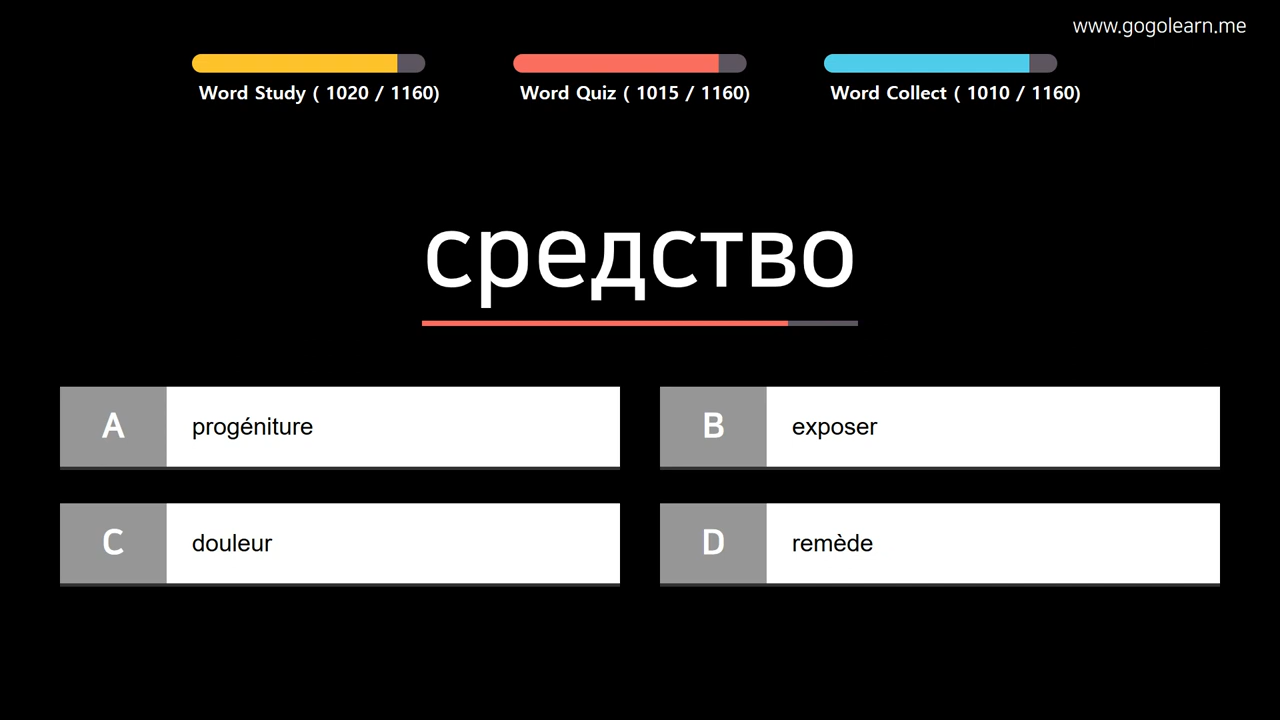 www.gogolearn.me
Word Study ( 1020 / 1160)
Word Quiz ( 1015 / 1160)
Word Collect ( 1010 / 1160)
средство
A progéniture
B exposer
C douleur
D remède